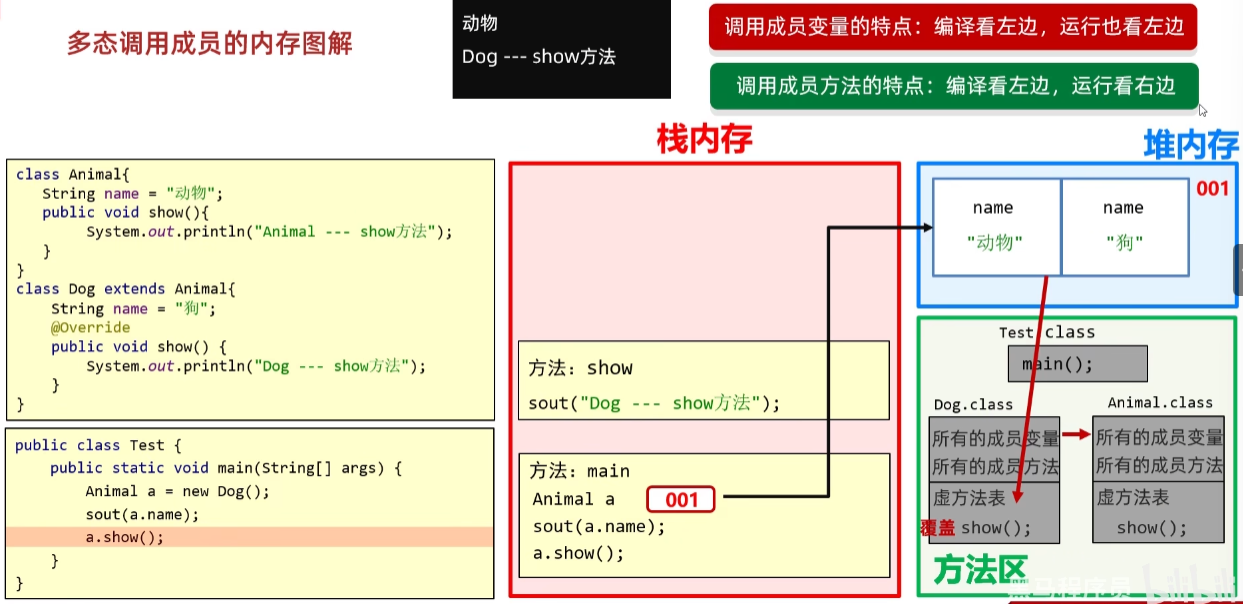 多态调用成员的内存图解
动物
Dog --- show方法
调用成员变量的特点：编译看左边，运行也看左边
调用成员方法的特点：编译看左边，运行看右边
class Animal{
String name = "动物";
public void show(){
System.out.println("Animal --- show方法");
}
}
class Dog extends Animal{
String name = "狗";
@Override
public void show() {
System.out.println("Dog --- show方法");
}
}
public class Test {
public static void main(String[] args) {
Animal a = new Dog();
sout(a.name);
a.show();
}
}
栈内存
方法：show
sout("Dog --- show方法");
方法：main
Animal a 001
sout(a.name);
a.show();
堆内存
001
name
"动物"
name
"狗"
Test.class
main();
Dog.class
所有的成员变量
所有的成员方法
虚方法表
覆盖 show();
Animal.class
所有的成员变量
所有的成员方法
虚方法表
show();
方法区
黑马程序员
bilibili